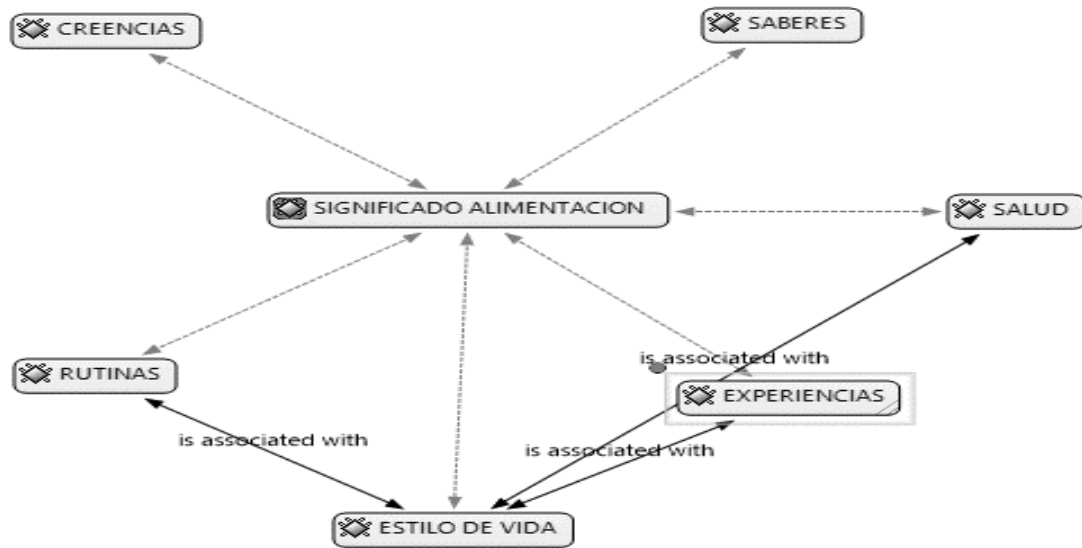 CREENCIAS
SABERES
SIGNIFICADO ALIMENTACION
SALUD
is associated with
RUTINAS
EXPERIENCIAS
is associated with
is associated with
ESTILO DE VIDA